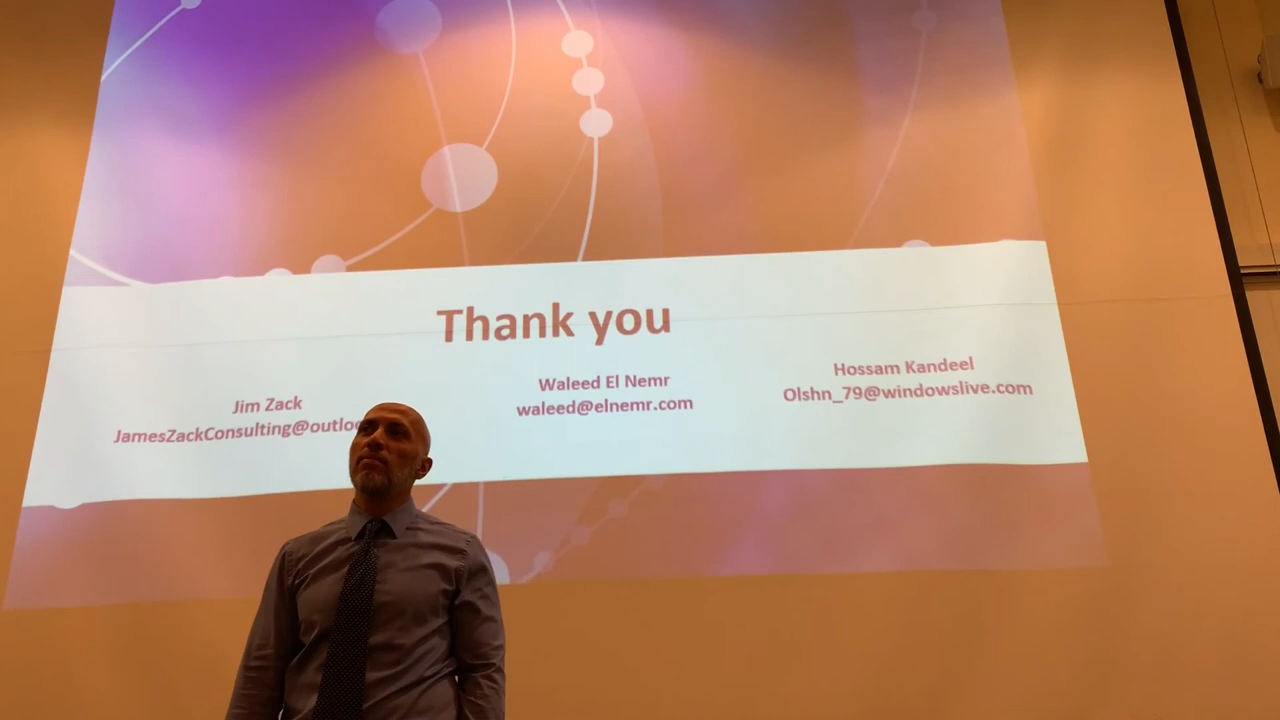 Thank you
Jim Zack
Waleed El Nemr
waleed@elnemr.com
Hossam Kandeel
Olshn_79@windowslive.com